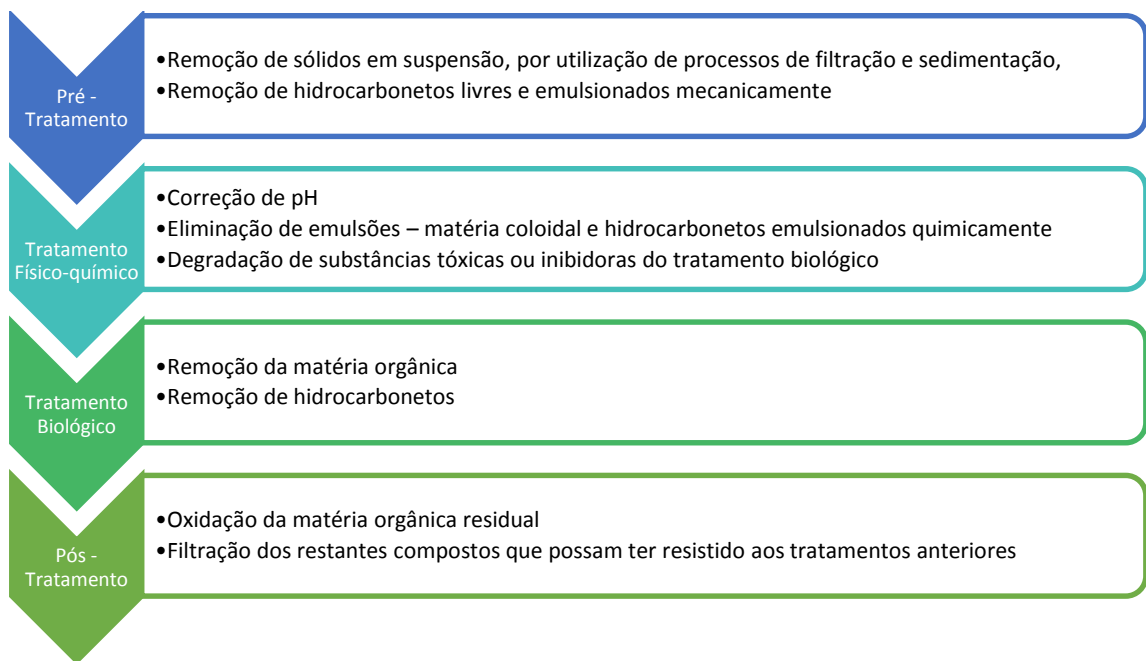 Pré -
Tratamento
•Remoção de sólidos em suspensão, por utilização de processos de filtração e sedimentação,
•Remoção de hidrocarbonetos livres e emulsionados mecanicamente
Tratamento
Físico-químico
•Correção de pH
•Eliminação de emulsões – matéria coloidal e hidrocarbonetos emulsionados quimicamente
•Degradação de substâncias tóxicas ou inibidoras do tratamento biológico
Tratamento
Biológico
•Remoção da matéria orgânica
•Remoção de hidrocarbonetos
Pós -
Tratamento
•Oxidação da matéria orgânica residual
•Filtração dos restantes compostos que possam ter resistido aos tratamentos anteriores